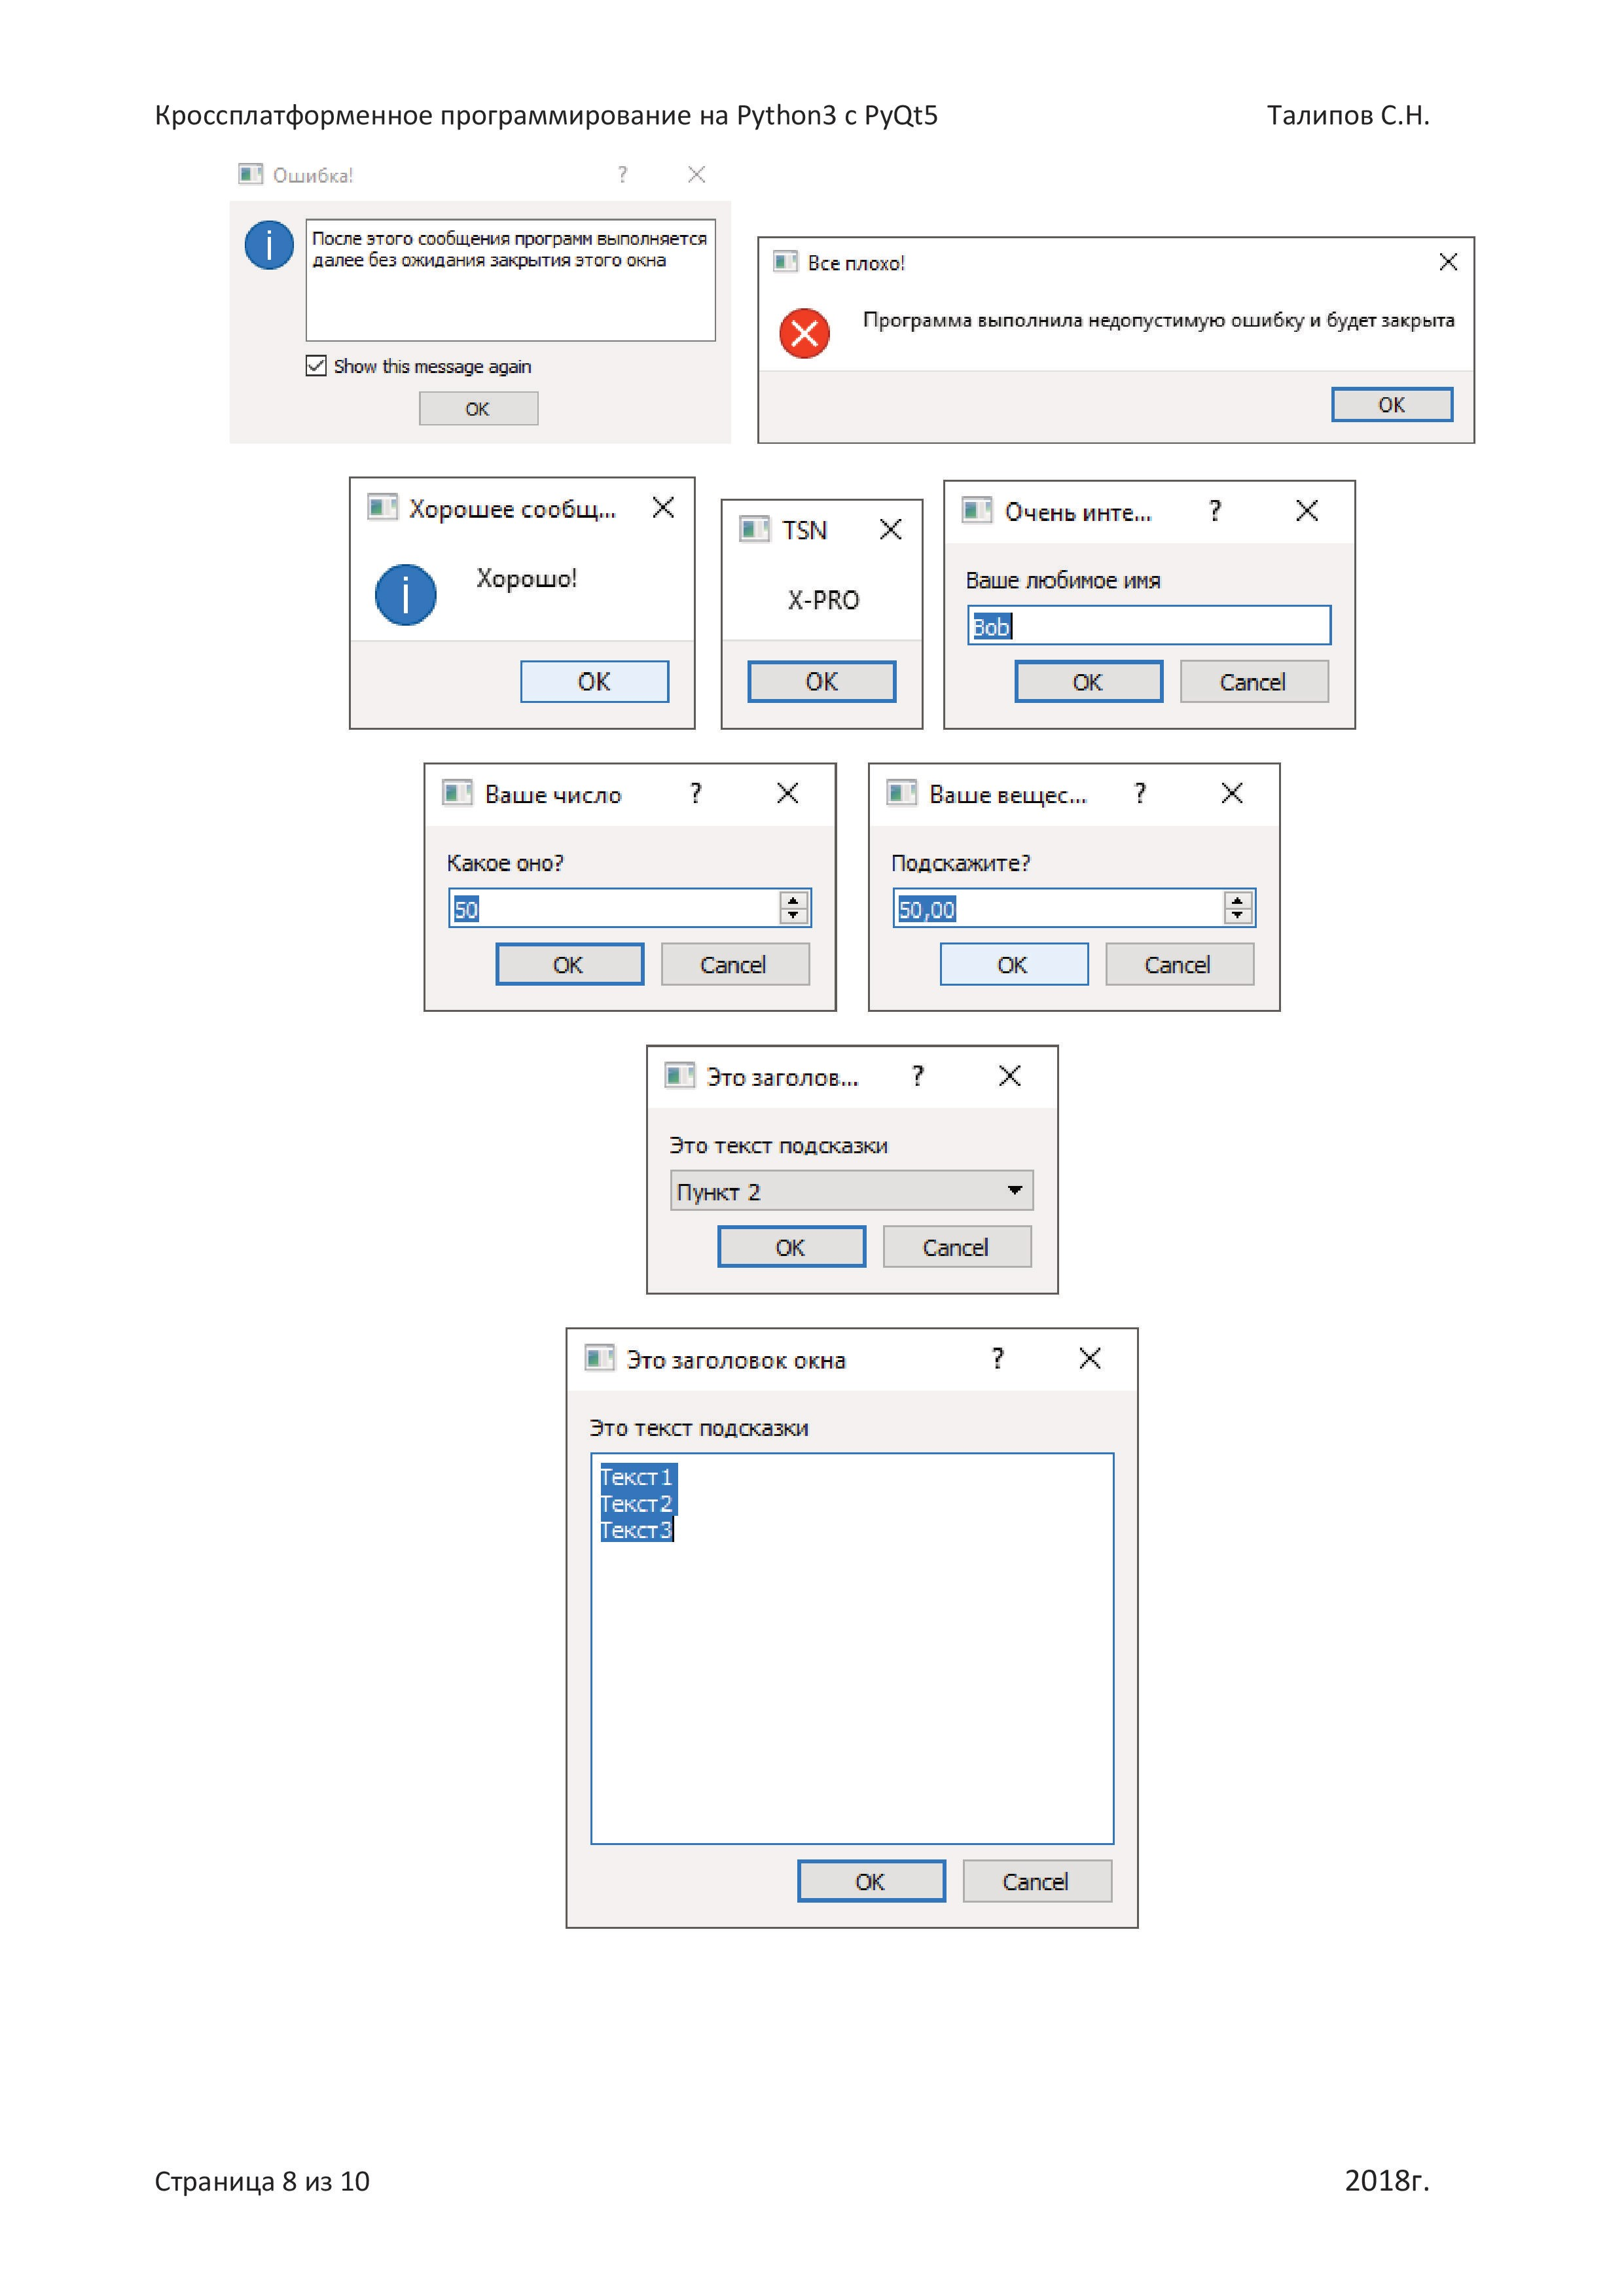 Кроссплатформенное программирование на Python3 с PyQt5 Талипов С.Н.
Ошибка! ?
После этого сообщения программ выполняется
далее без ожидания закрытия этого окна
Show this message again
OK
Все плохо!
Программа выполнила недопустимую ошибку и будет закрыта
OK
Хорошее сообщ...
Хорошо!
OK
TSN
X-PRO
OK
Очень инте... ?
Ваше любимое имя
Bob
OK Cancel
Ваше число ?
Какое оно?
50
OK Cancel
Ваше вещес... ?
Подскажите?
50,00
OK Cancel
Это заголов... ?
Это текст подсказки
Пункт 2
OK Cancel
Это заголовок окна ?
Это текст подсказки
Текст1
Текст2
Текст3
OK Cancel
Страница 8 из 10 2018г.